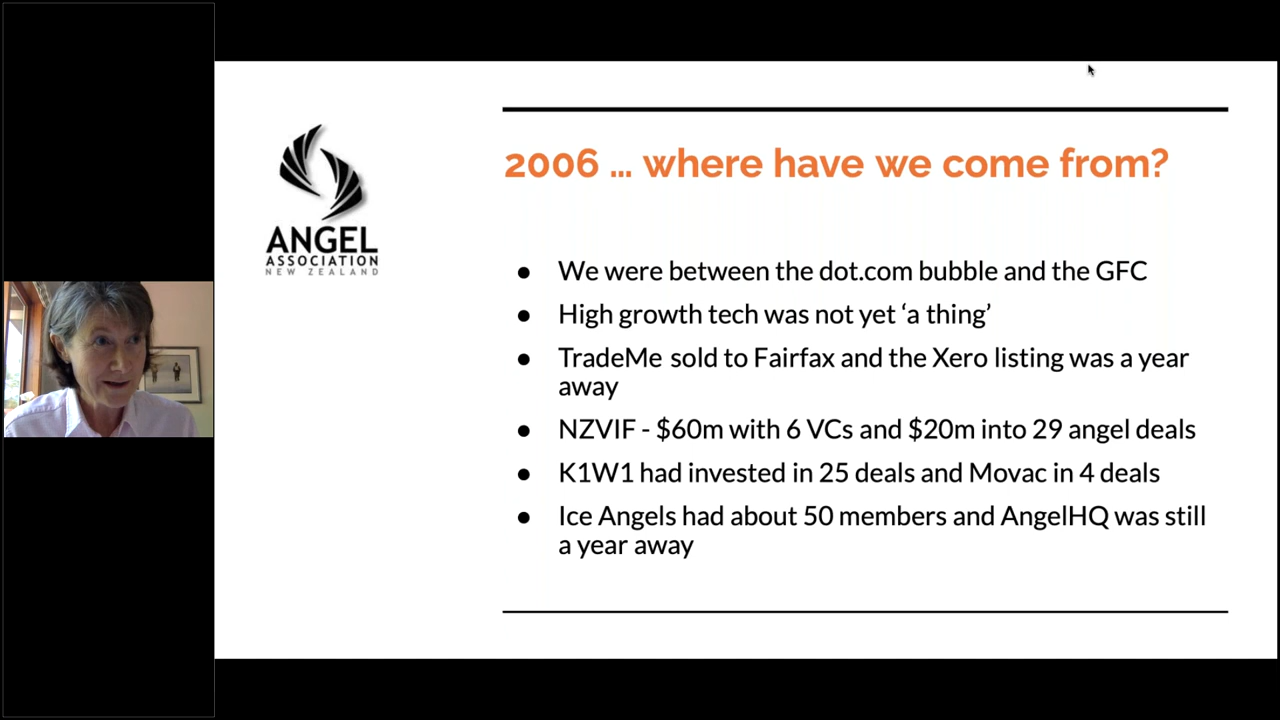 ANGEL
ASSOCIATION
NEW ZEALAND
2006 ... where have we come from?
● We were between the dot.com bubble and the GFC
● High growth tech was not yet ‘a thing’
● TradeMe sold to Fairfax and the Xero listing was a year
away
● NZVIF - $60m with 6 VCs and $20m into 29 angel deals
● K1W1 had invested in 25 deals and Movac in 4 deals
● Ice Angels had about 50 members and AngelHQ was still
a year away